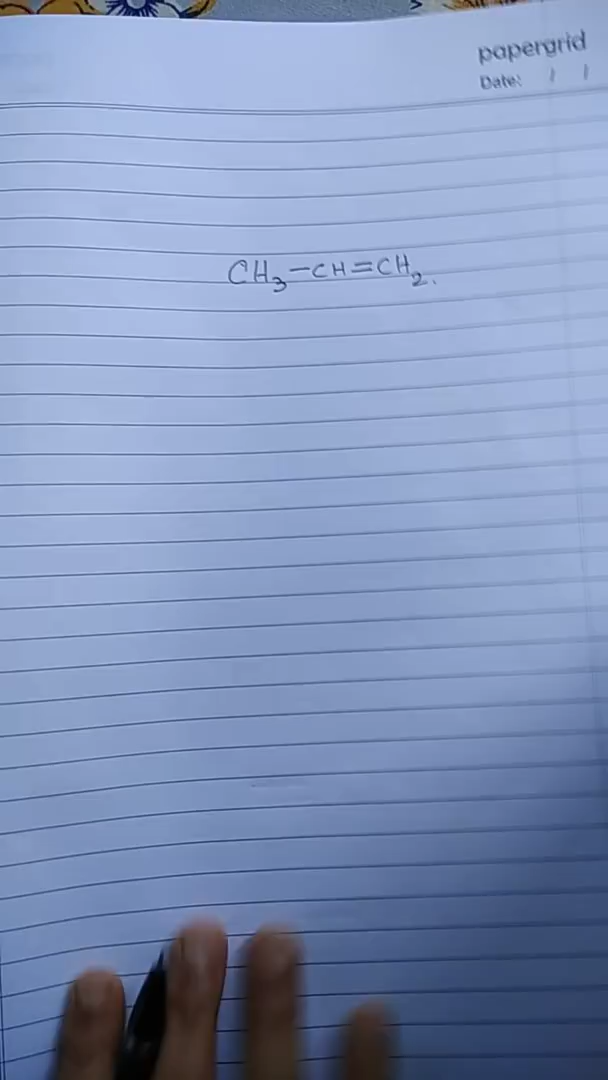 papergrid
Date: / /
CH₃-CH=CH₂.